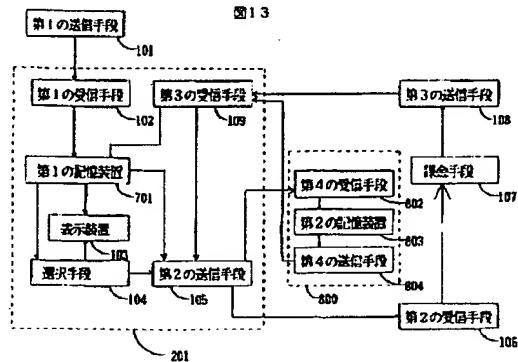 図13
第1の送信手段
101
第1の受信手段
102
第3の受信手段
109
第3の送信手段
108
第1の記憶装置
701
第4の受信手段
802
課金手段
107
表示装置
103
第2の記憶装置
803
選択手段
104
第2の送信手段
105
第4の送信手段
804
800
第2の受信手段
106
201